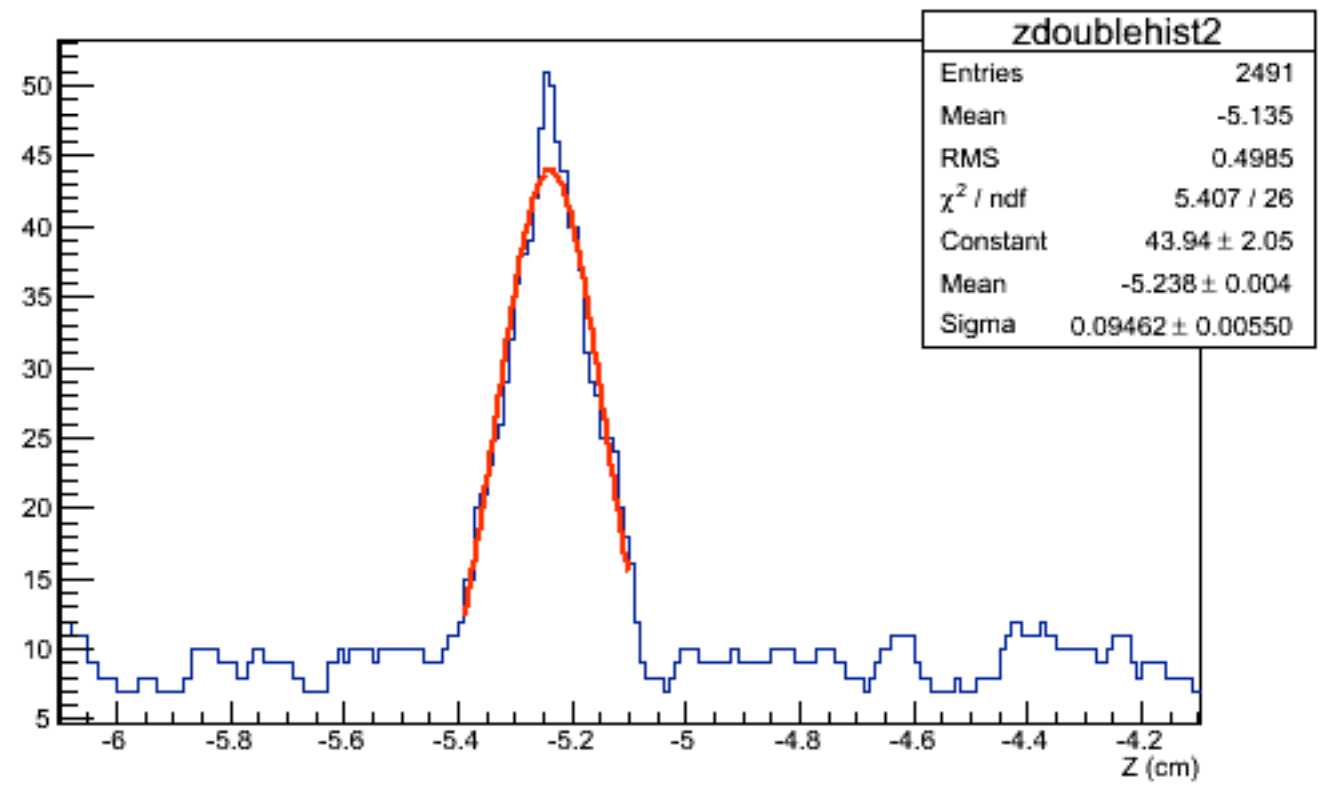 zdoublehist2
Entries 2491
Mean -5.135
RMS 0.4985
χ² / ndf 5.407 / 26
Constant 43.94 ± 2.05
Mean -5.238 ± 0.004
Sigma 0.09462 ± 0.00550
50
45
40
35
30
25
20
15
10
5
-6 -5.8 -5.6 -5.4 -5.2 -5 -4.8 -4.6 -4.4 -4.2
Z (cm)